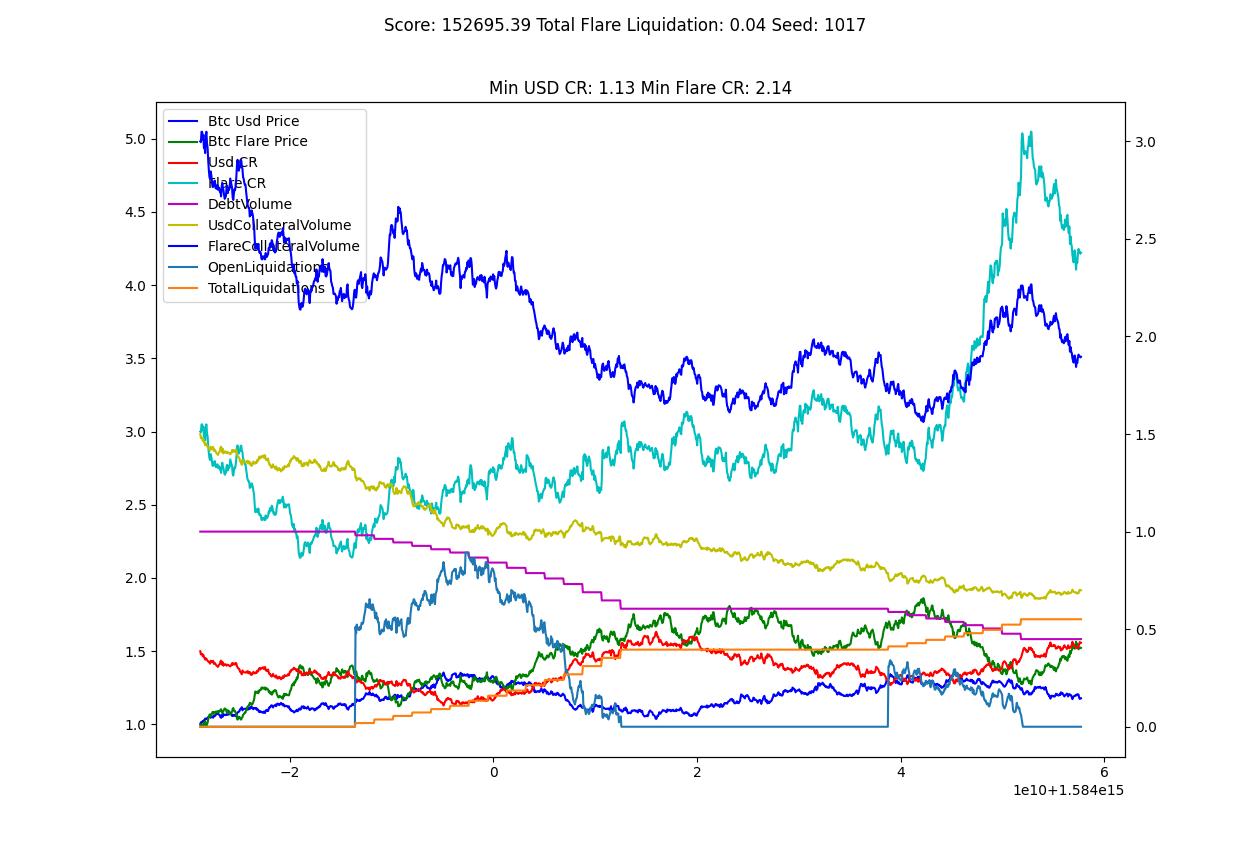 Score: 152695.39 Total Flare Liquidation: 0.04 Seed: 1017
Min USD CR: 1.13 Min Flare CR: 2.14
Btc Usd Price
Btc Flare Price
Usd CR
Flare CR
DebtVolume
UsdCollateralVolume
FlareCollateralVolume
OpenLiquidations
TotalLiquidations
5.0
4.5
4.0
3.5
3.0
2.5
2.0
1.5
1.0
3.0
2.5
2.0
1.5
1.0
0.5
0.0
−2
0
2
4
6
1e10+1.584e15